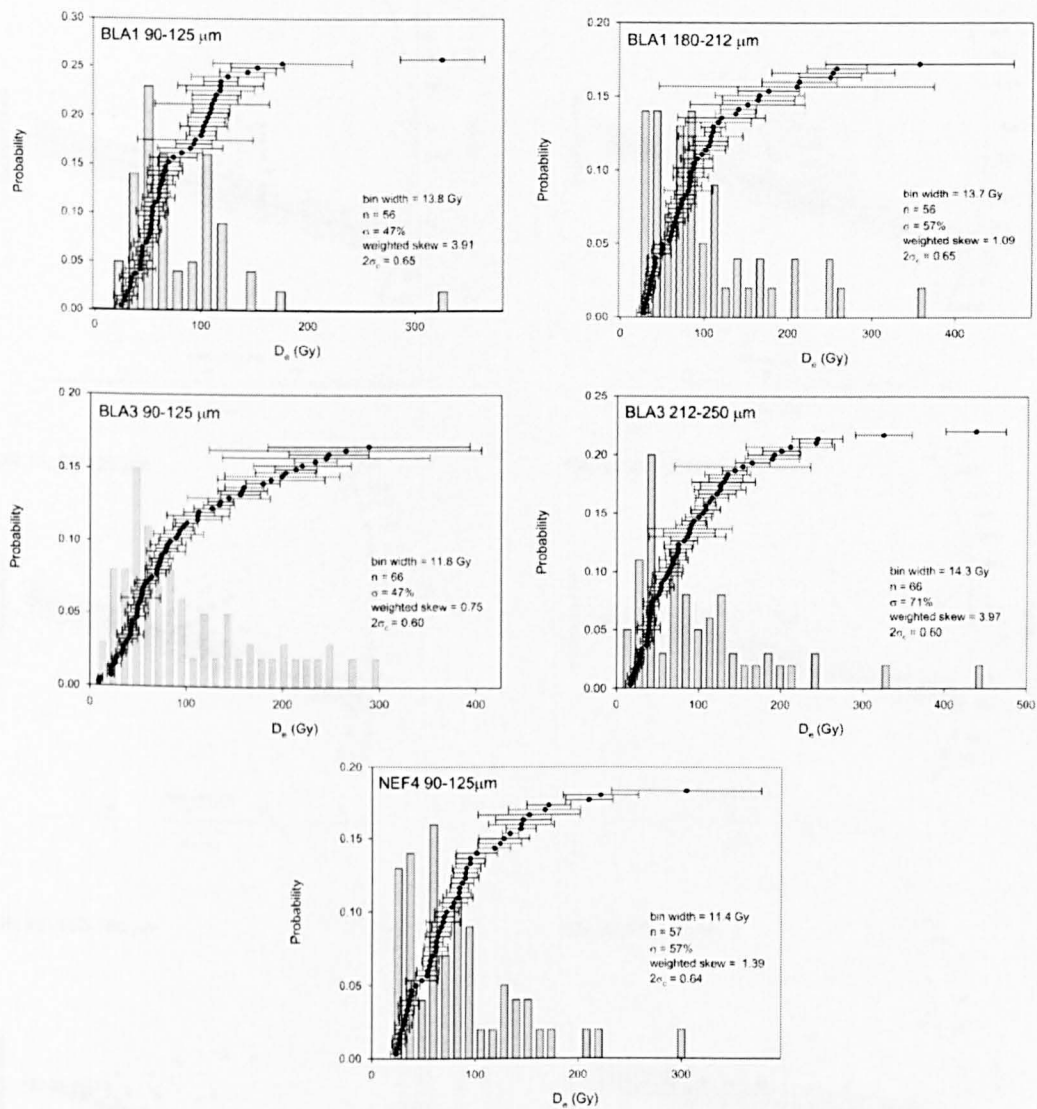 BLA1 90-125 μm
0.30
0.25
0.20
0.15
0.10
0.05
0.00
Probability
bin width = 13.8 Gy
n = 56
σ = 47%
weighted skew = 3.91
2σc = 0.65
0 100 200 300
De (Gy)
BLA1 180-212 μm
0.20
0.15
0.10
0.05
0.00
Probability
bin width = 13.7 Gy
n = 56
σ = 57%
weighted skew = 1.09
2σc = 0.65
0 100 200 300 400
De (Gy)
BLA3 90-125 μm
0.20
0.15
0.10
0.05
0.00
Probability
bin width = 11.8 Gy
n = 66
σ = 47%
weighted skew = 0.75
2σc = 0.60
0 100 200 300 400
De (Gy)
BLA3 212-250 μm
0.25
0.20
0.15
0.10
0.05
0.00
Probability
bin width = 14.3 Gy
n = 66
σ = 71%
weighted skew = 3.97
2σc = 0.60
0 100 200 300 400 500
De (Gy)
NEF4 90-125μm
0.20
0.15
0.10
0.05
0.00
Probability
bin width = 11.4 Gy
n = 57
σ = 57%
weighted skew = 1.39
2σc = 0.64
0 100 200 300
De (Gy)